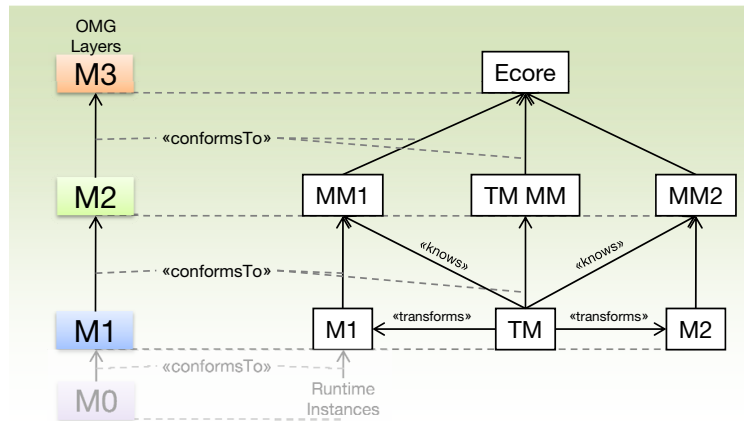 OMG
Layers
M3
Ecore
«conformsTo»
M2
MM1
TM MM
MM2
«knows»
«knows»
«conformsTo»
M1
M1
«transforms»
TM
«transforms»
M2
«conformsTo»
M0
Runtime
Instances